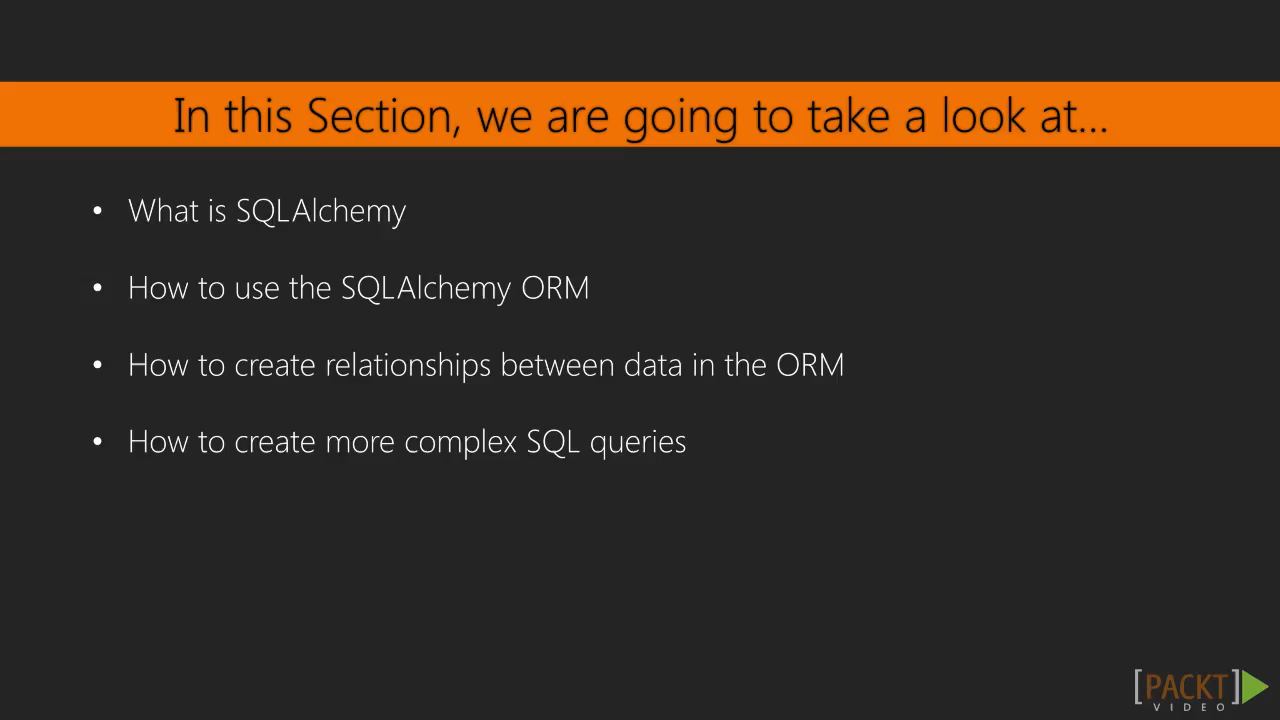 In this Section, we are going to take a look at...
• What is SQLAlchemy
• How to use the SQLAlchemy ORM
• How to create relationships between data in the ORM
• How to create more complex SQL queries
[PACKT]
VIDEO